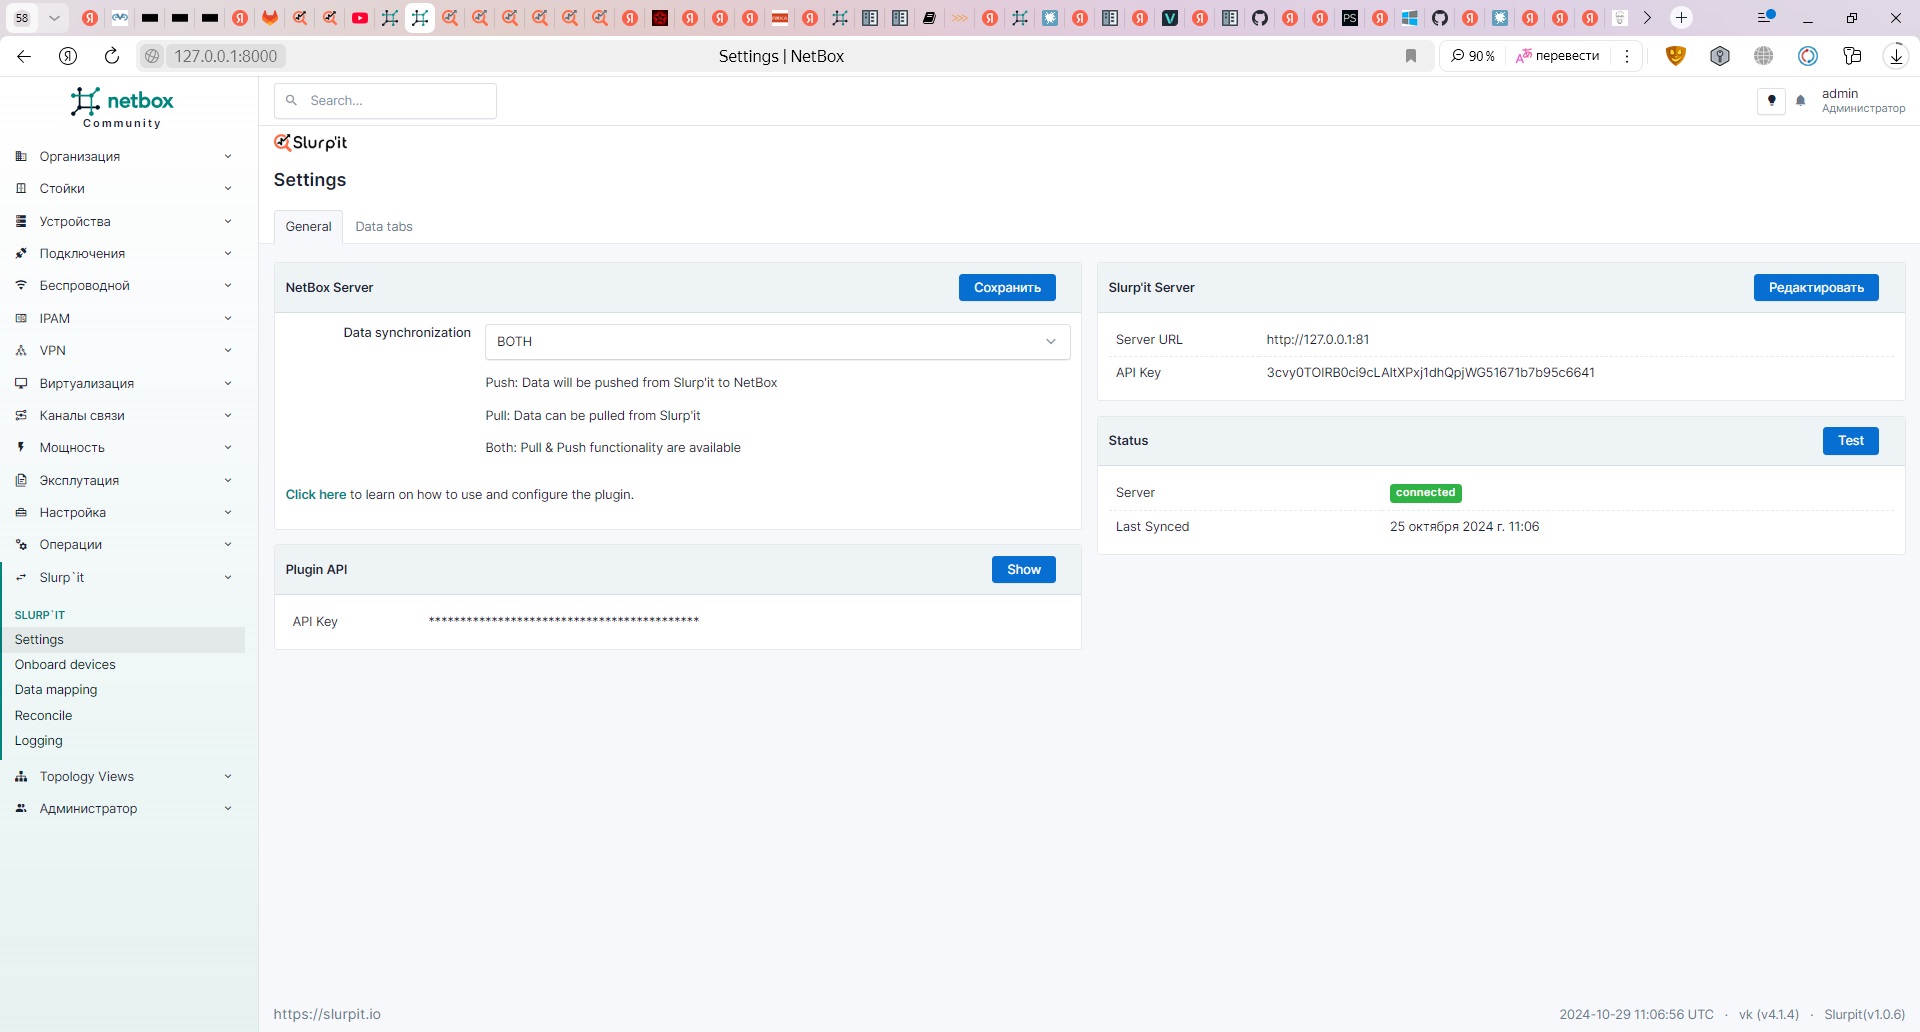 58
127.0.0.1:8000
Settings | NetBox
90 %
перевести
netbox
Community
Search...
admin
Администратор
Организация
Стойки
Устройства
Подключения
Беспроводной
IPAM
VPN
Виртуализация
Каналы связи
Мощность
Эксплутация
Настройка
Операции
Slurp`it
SLURP`IT
Settings
Onboard devices
Data mapping
Reconcile
Logging
Topology Views
Администратор
Slurp'it
Settings
General
Data tabs
NetBox Server
Сохранить
Data synchronization
BOTH
Push: Data will be pushed from Slurp'it to NetBox
Pull: Data can be pulled from Slurp'it
Both: Pull & Push functionality are available
Click here to learn on how to use and configure the plugin.
Plugin API
Show
API Key
*******************************************
Slurp'it Server
Редактировать
Server URL
http://127.0.0.1:81
API Key
3cvy0TOIRB0ci9cLAItXPxj1dhQpjWG51671b7b95c6641
Status
Test
Server
connected
Last Synced
25 октября 2024 г. 11:06
https://slurpit.io
2024-10-29 11:06:56 UTC · vk (v4.1.4) · Slurpit(v1.0.6)